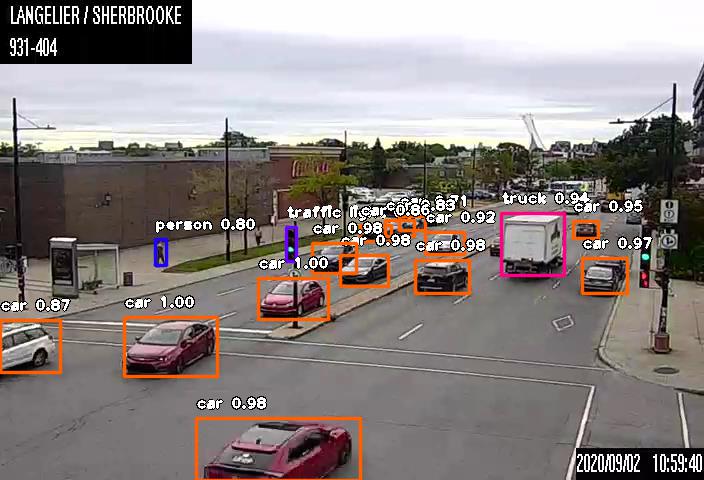 LANGELIER / SHERBROOKE
931-404
truck 0.94
car 0.95
car 0.92
person 0.80
traffic
car 0.98
car 0.98
car 0.98
car 0.97
car 1.00
car 0.87
car 1.00
car 0.98
2020/09/02 10:59:40